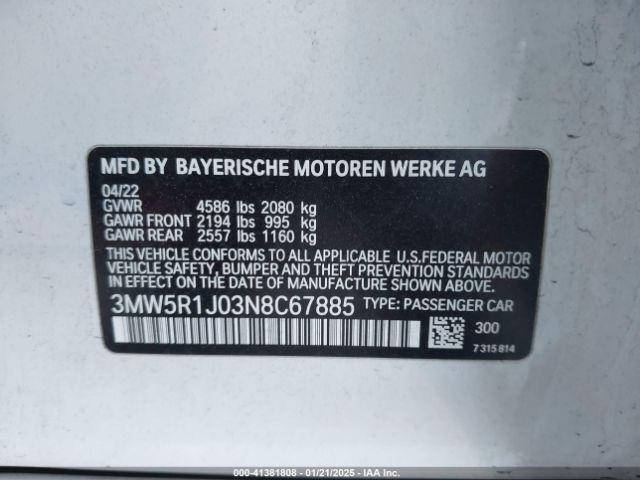 MFD BY BAYERISCHE MOTOREN WERKE AG
04/22
GVWR 4586 lbs 2080 kg
GAWR FRONT 2194 lbs 995 kg
GAWR REAR 2557 lbs 1160 kg
THIS VEHICLE CONFORMS TO ALL APPLICABLE U.S.FEDERAL MOTOR
VEHICLE SAFETY, BUMPER AND THEFT PREVENTION STANDARDS
IN EFFECT ON THE DATE OF MANUFACTURE SHOWN ABOVE.
3MW5R1J03N8C67885 TYPE: PASSENGER CAR
300
7315814
000-41381808 - 01/21/2025 - IAA Inc.